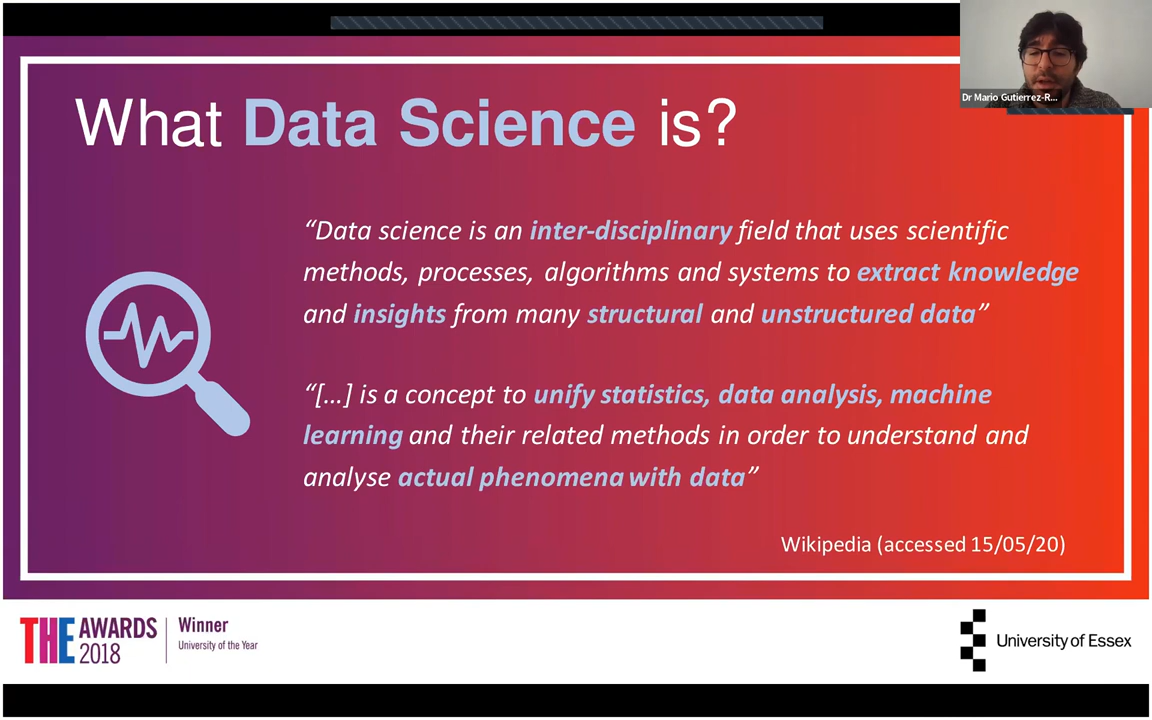 What Data Science is?
Dr Mario Gutierrez-R...
“Data science is an inter-disciplinary field that uses scientific
methods, processes, algorithms and systems to extract knowledge
and insights from many structural and unstructured data”
“[...] is a concept to unify statistics, data analysis, machine
learning and their related methods in order to understand and
analyse actual phenomena with data”
Wikipedia (accessed 15/05/20)
THE AWARDS
2018
Winner
University of the Year
University of Essex